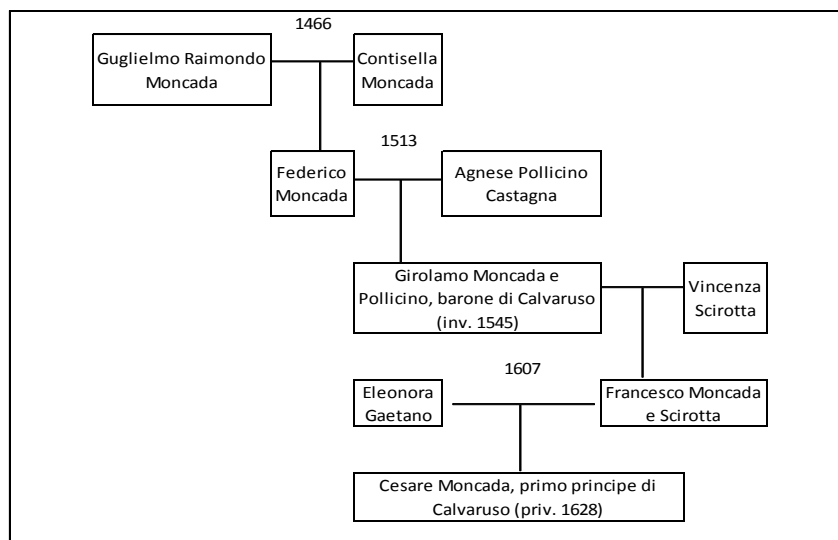 1466
Guglielmo Raimondo
Moncada
Contisella
Moncada
1513
Federico
Moncada
Agnese Pollicino
Castagna
Girolamo Moncada e
Pollicino, barone di Calvaruso
(inv. 1545)
Vincenza
Scirotta
1607
Eleonora
Gaetano
Francesco Moncada
e Scirotta
Cesare Moncada, primo principe di
Calvaruso (priv. 1628)